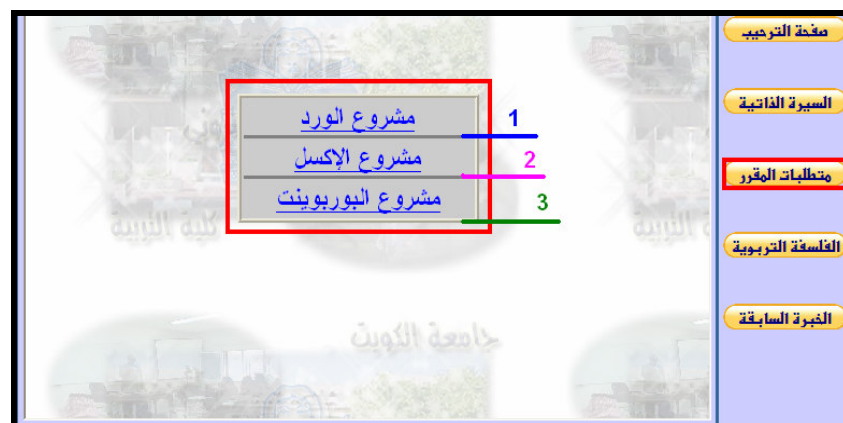 صفحة الترحيب
السيرة الذاتية
متطلبات المقرر
الفلسفة التربوية
الخبرة السابقة
مشروع الورد
1
مشروع الإكسل
2
مشروع البوربوينت
3
كلية التربية
جامعة الكويت